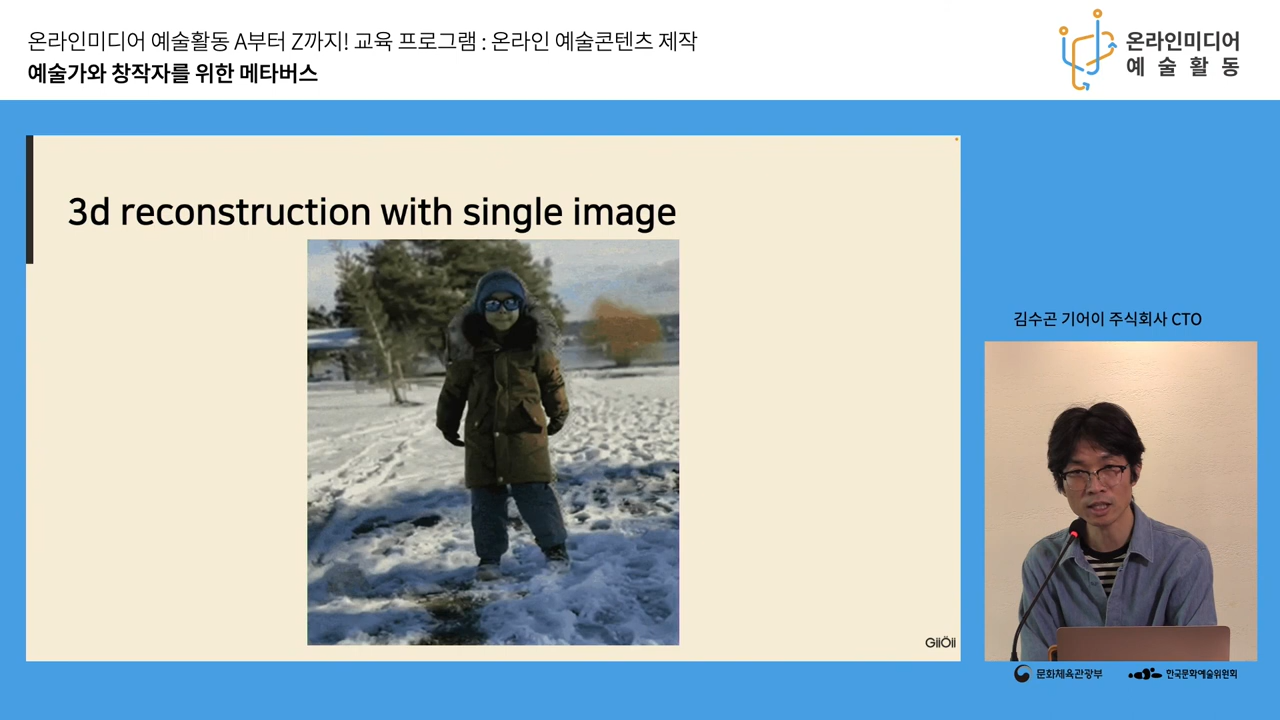 온라인미디어 예술활동 A부터 Z까지! 교육 프로그램 : 온라인 예술콘텐츠 제작
예술가와 창작자를 위한 메타버스
온라인미디어
예술활동
3d reconstruction with single image
김수곤 기어이 주식회사 CTO
GiiÖii
문화체육관광부
한국문화예술위원회